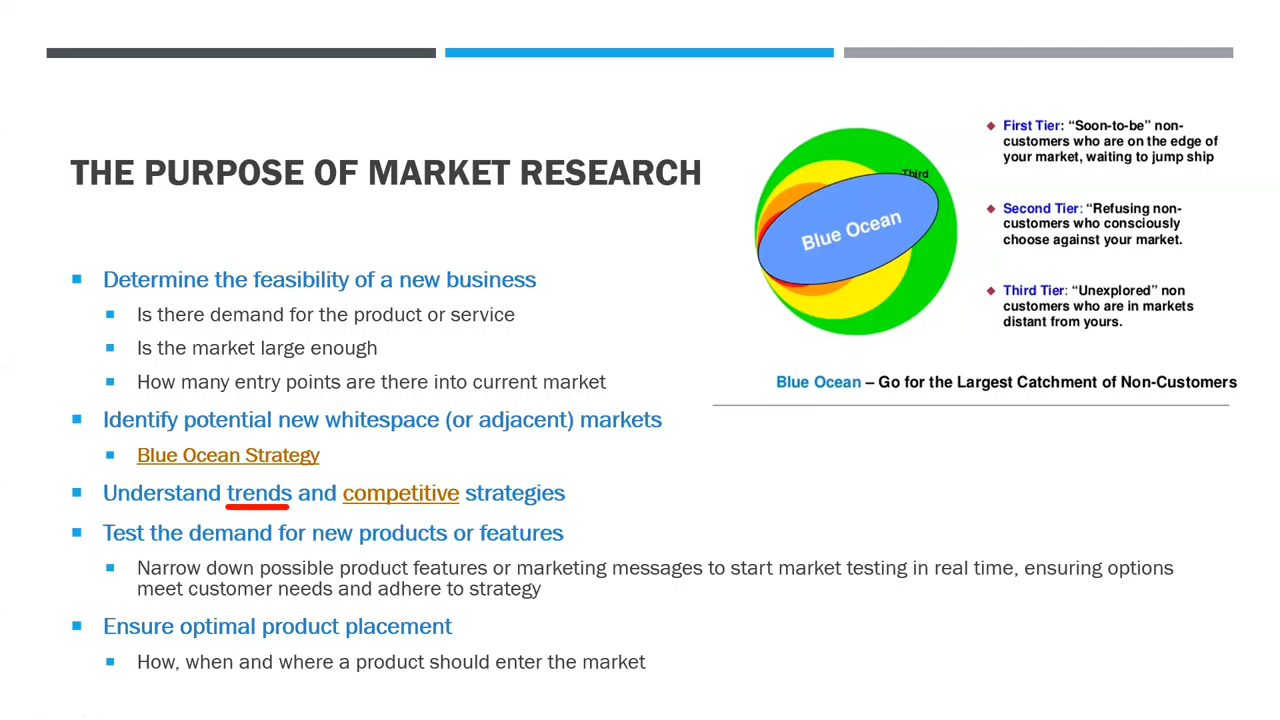 THE PURPOSE OF MARKET RESEARCH
Determine the feasibility of a new business
Is there demand for the product or service
Is the market large enough
How many entry points are there into current market
Identify potential new whitespace (or adjacent) markets
Blue Ocean Strategy
Understand trends and competitive strategies
Test the demand for new products or features
Narrow down possible product features or marketing messages to start market testing in real time, ensuring options
meet customer needs and adhere to strategy
Ensure optimal product placement
How, when and where a product should enter the market
Third
Blue Ocean
First Tier: “Soon-to-be” non-
customers who are on the edge of
your market, waiting to jump ship
Second Tier: “Refusing non-
customers who consciously
choose against your market.
Third Tier: “Unexplored” non
customers who are in markets
distant from yours.
Blue Ocean – Go for the Largest Catchment of Non-Customers